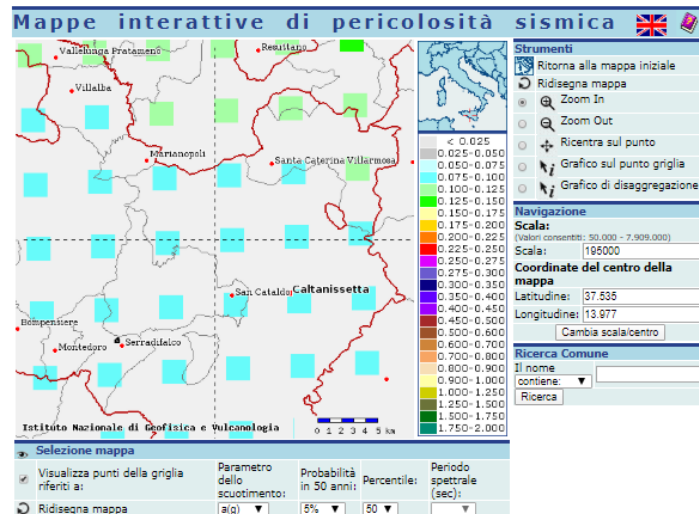 Mappe interattive di pericolosità sismica
Vallelunga Pratameno
Resuttano
Villalba
Marianopoli
Santa Caterina Villarmosa
San Cataldo
Caltanissetta
Bompensiere
Montedoro
Serradifalco
Istituto Nazionale di Geofisica e Vulcanologia
0 1 2 3 4 5 km
< 0.025
0.025-0.050
0.050-0.075
0.075-0.100
0.100-0.125
0.125-0.150
0.150-0.175
0.175-0.200
0.200-0.225
0.225-0.250
0.250-0.275
0.275-0.300
0.300-0.350
0.350-0.400
0.400-0.450
0.450-0.500
0.500-0.600
0.600-0.700
0.700-0.800
0.800-0.900
0.900-1.000
1.000-1.250
1.250-1.500
1.500-1.750
1.750-2.000
Strumenti
Ritorna alla mappa iniziale
Ridisegna mappa
Zoom In
Zoom Out
Ricentra sul punto
Grafico sul punto griglia
Grafico di disaggregazione
Navigazione
Scala:
(Valori consentiti: 50.000 - 7.909.000)
Scala: 195000
Coordinate del centro della
mappa
Latitudine: 37.535
Longitudine: 13.977
Cambia scala/centro
Ricerca Comune
Il nome
contiene:
Ricerca
Selezione mappa
Visualizza punti della griglia
riferiti a:
Parametro
dello
scuotimento:
Probabilità
in 50 anni:
Percentile:
Periodo
spettrale
(sec):
Ridisegna mappa
a(g)
5%
50